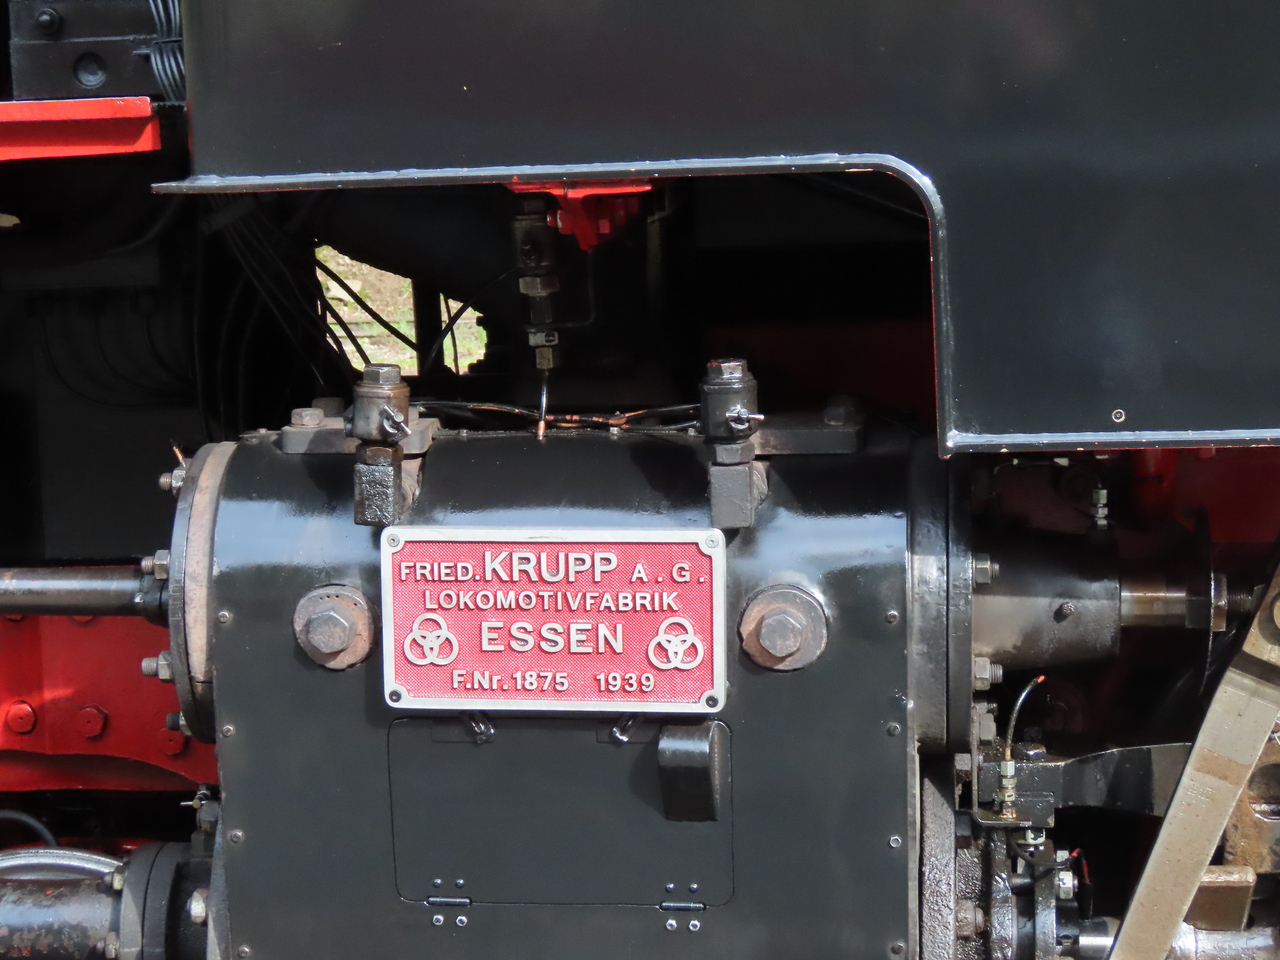 FRIED. KRUPP A. G.
LOKOMOTIVFABRIK
ESSEN
F.Nr. 1875 1939